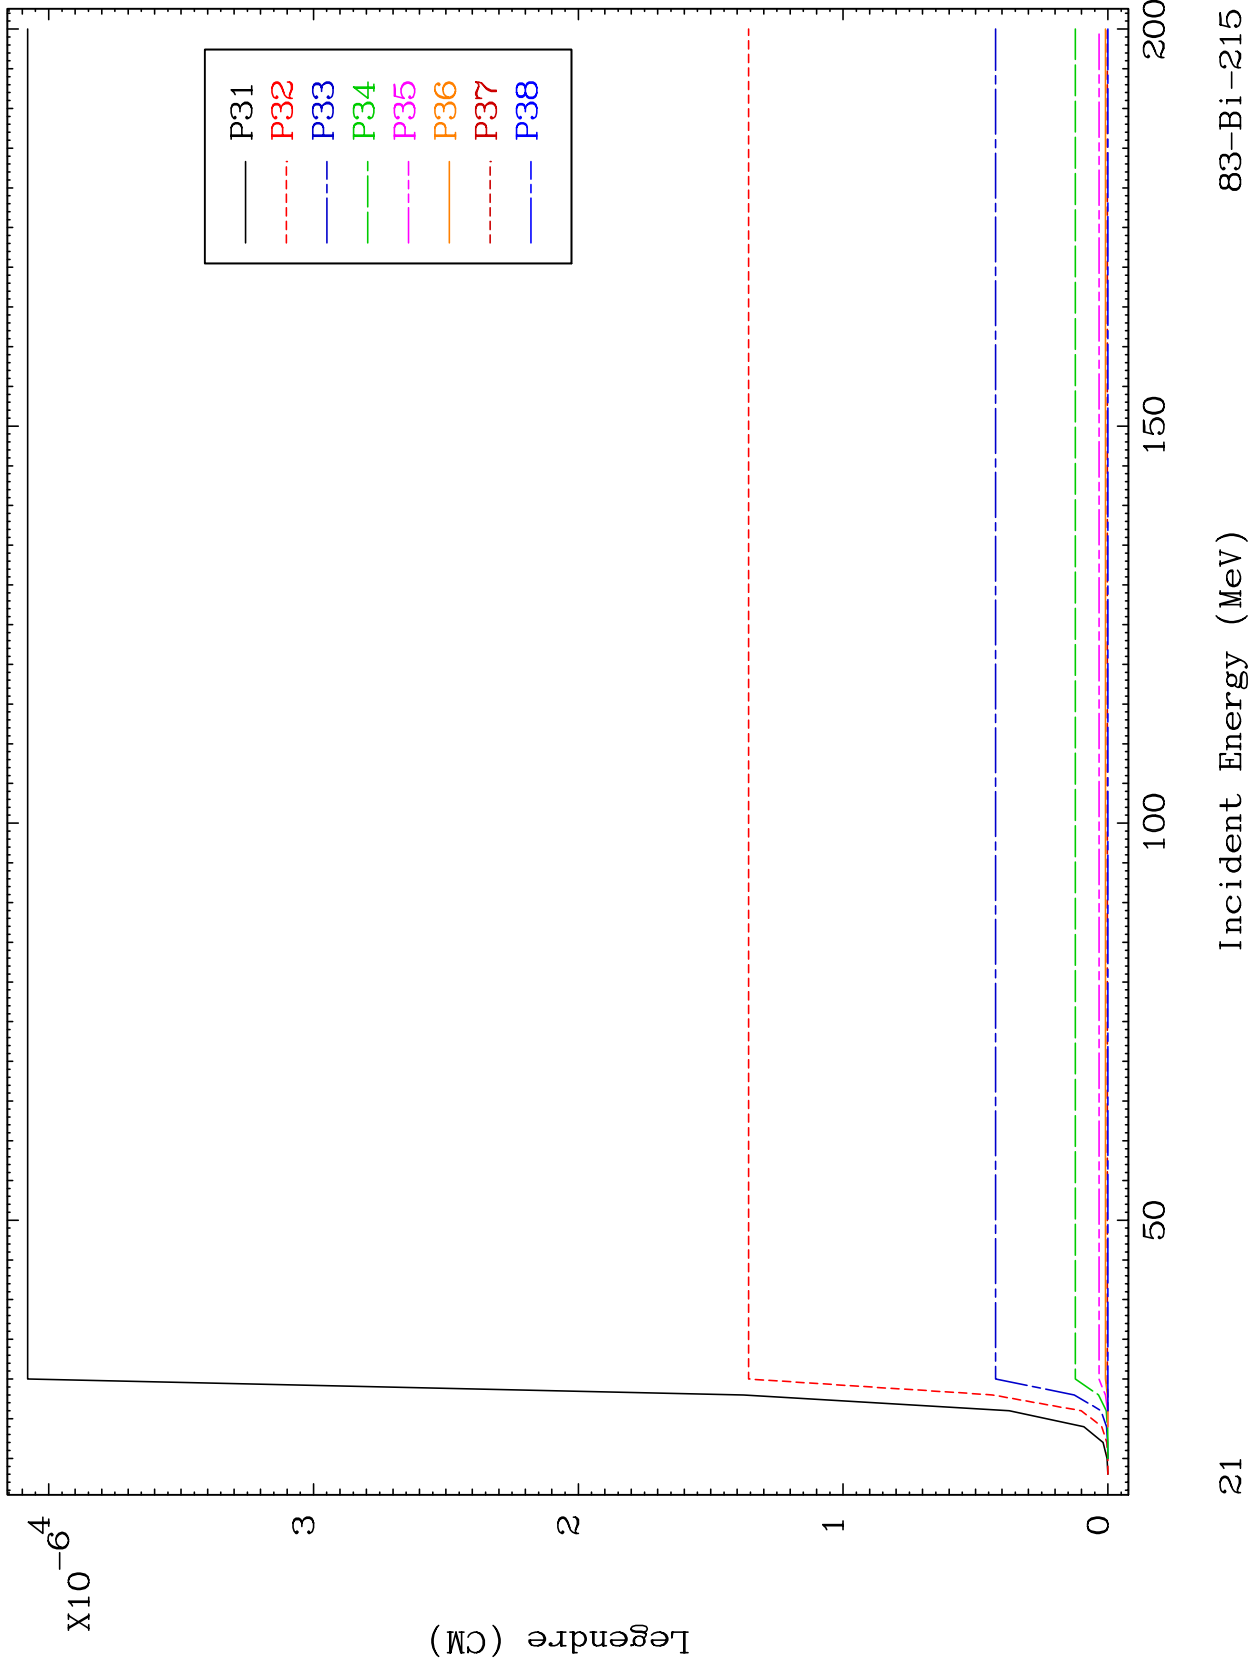 X10⁻⁶
4
3
2
1
0
Legendre (CM)
P31
P32
P33
P34
P35
P36
P37
P38
50
100
150
200
Incident Energy (MeV)
21
83-Bi-215